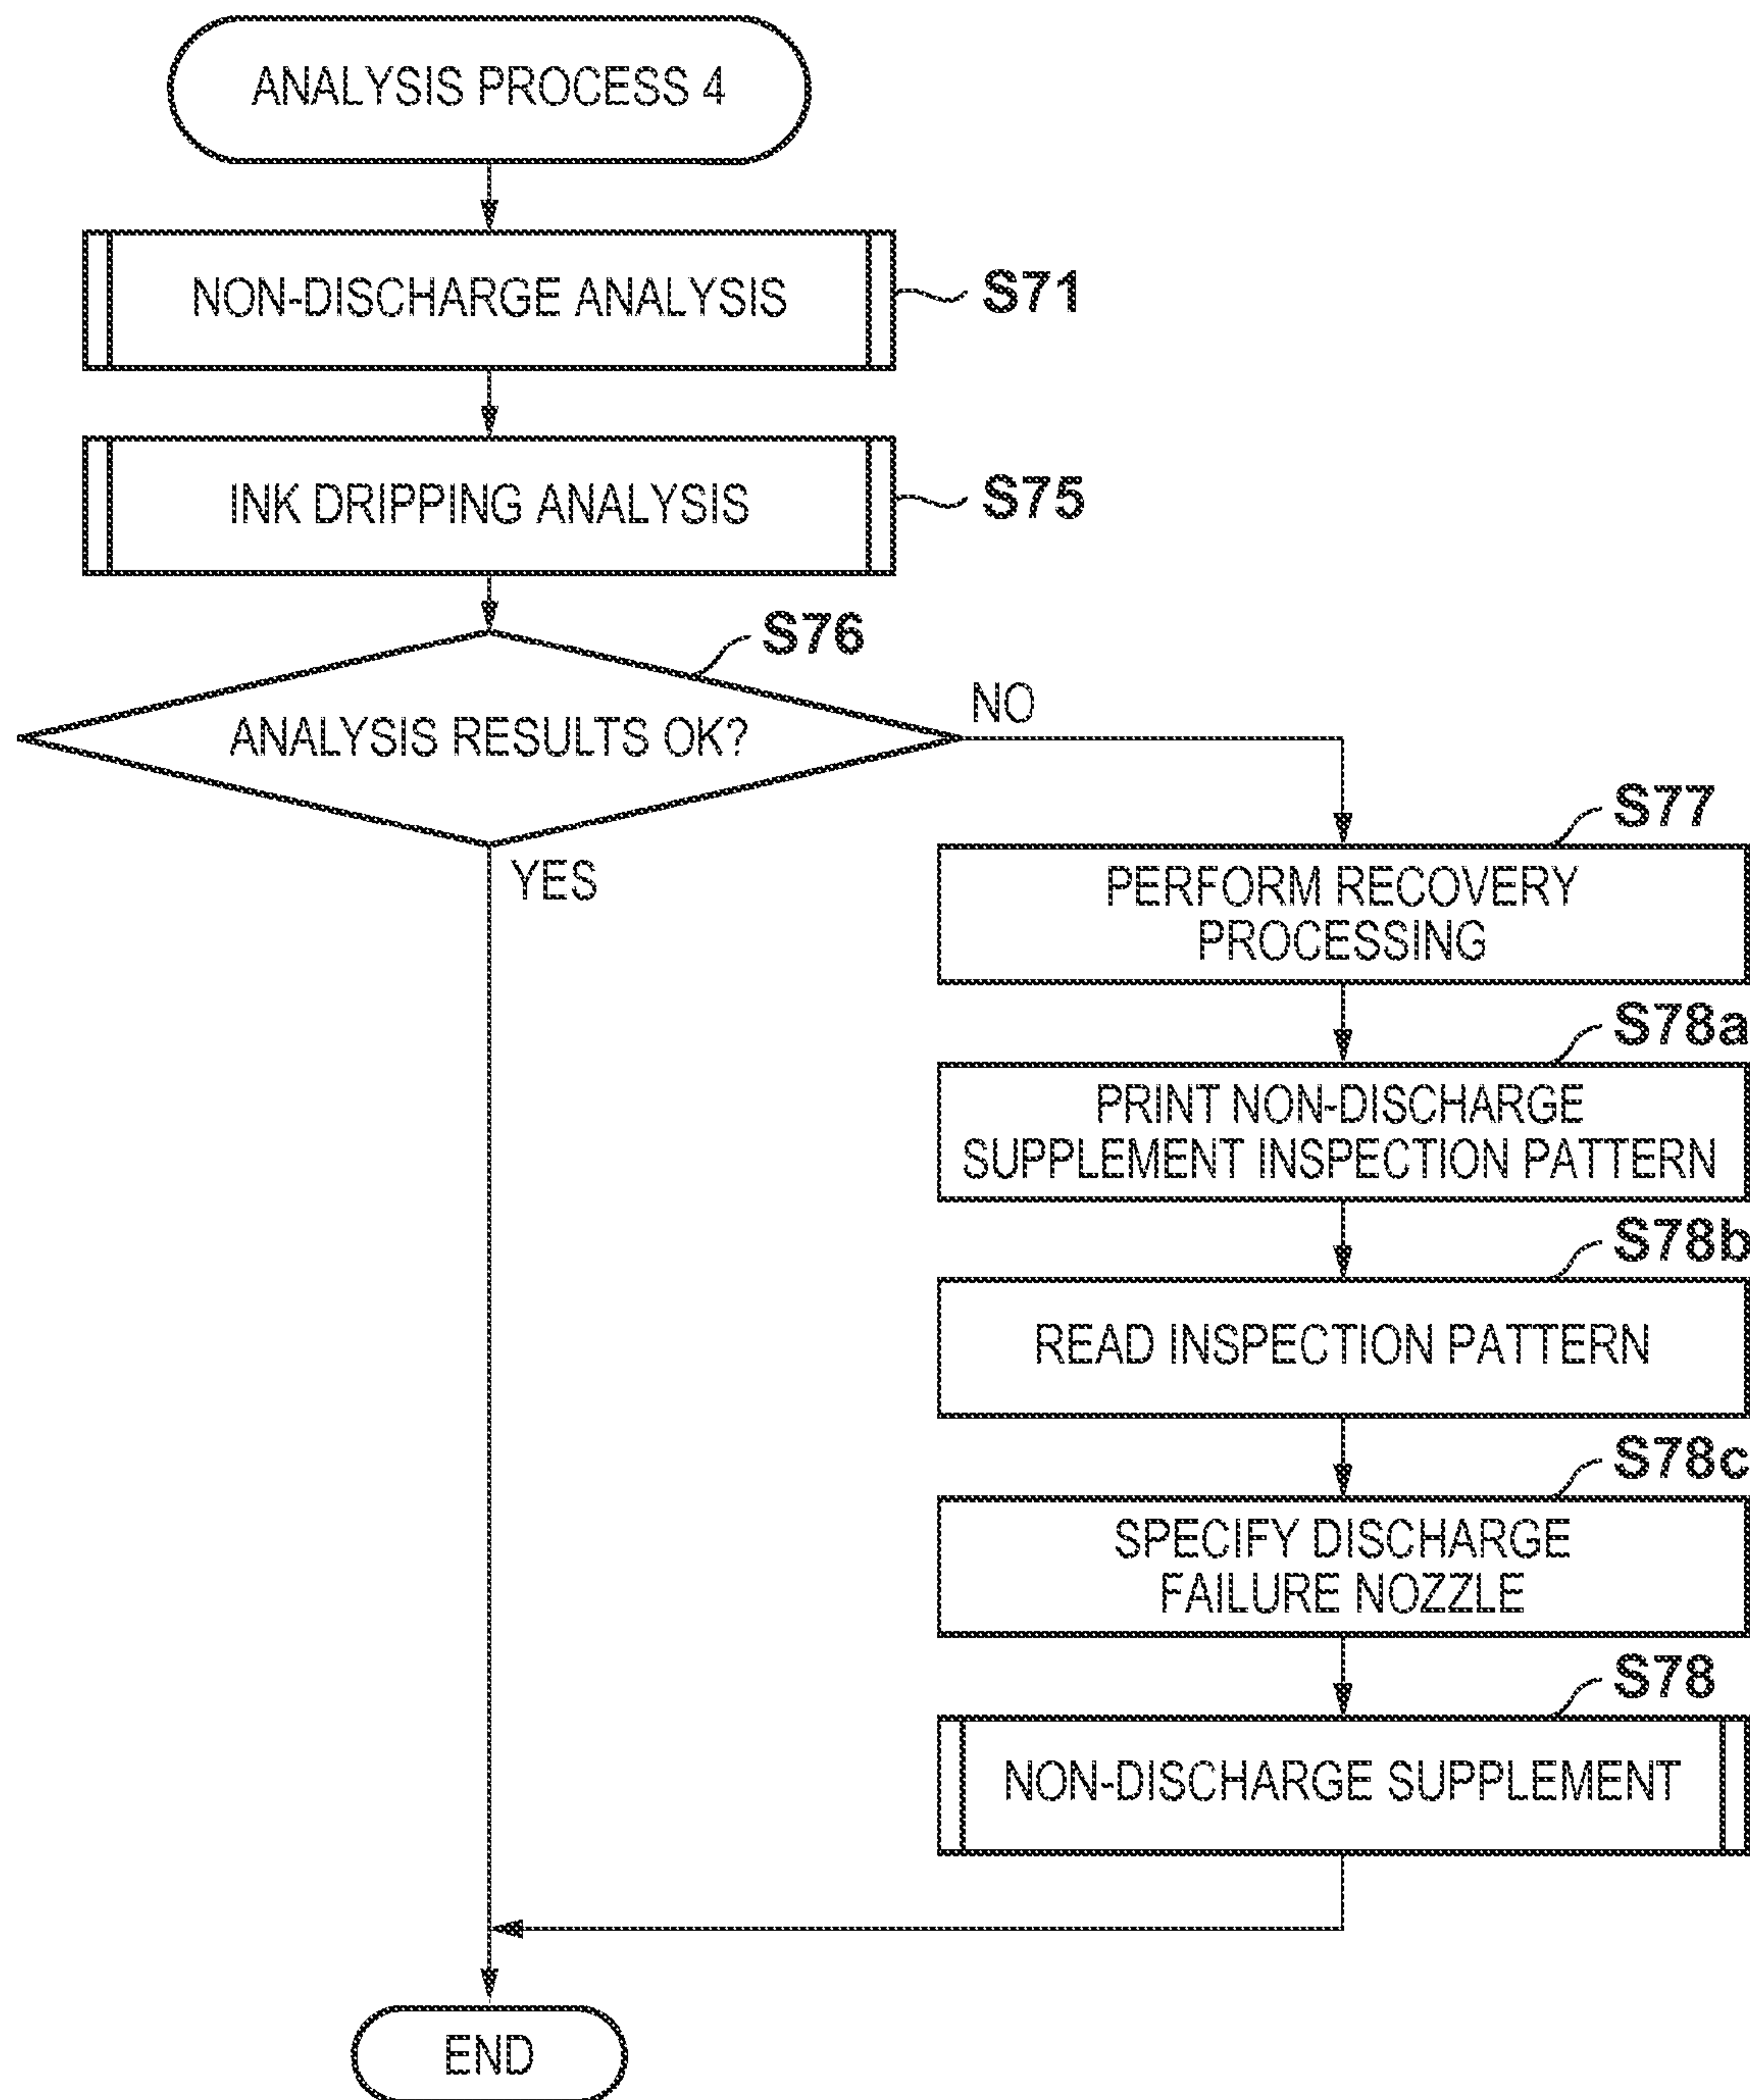 ANALYSIS PROCESS 4
NON-DISCHARGE ANALYSIS
S71
INK DRIPPING ANALYSIS
S75
S76
ANALYSIS RESULTS OK?
NO
YES
S77
PERFORM RECOVERY
PROCESSING
S78a
PRINT NON-DISCHARGE
SUPPLEMENT INSPECTION PATTERN
S78b
READ INSPECTION PATTERN
S78c
SPECIFY DISCHARGE
FAILURE NOZZLE
S78
NON-DISCHARGE SUPPLEMENT
END